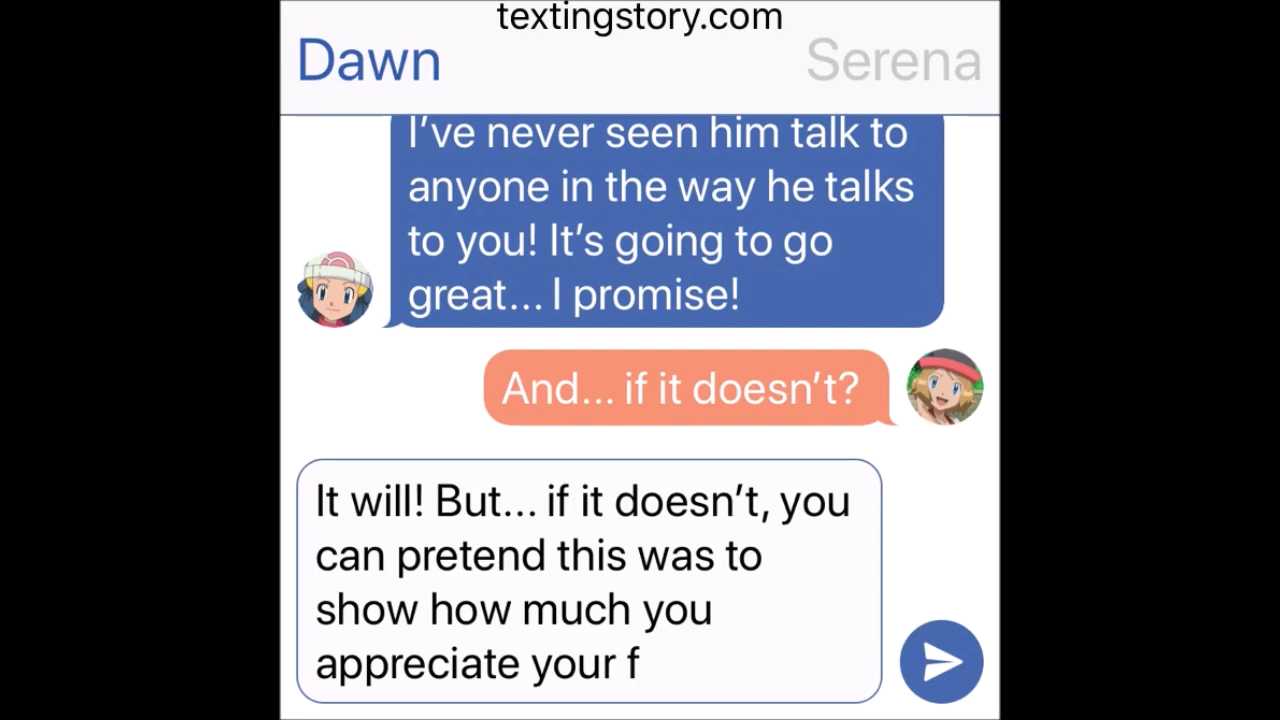 textingstory.com
Dawn
Serena
I’ve never seen him talk to
anyone in the way he talks
to you! It’s going to go
great... I promise!
And... if it doesn’t?
It will! But... if it doesn’t, you
can pretend this was to
show how much you
appreciate your f